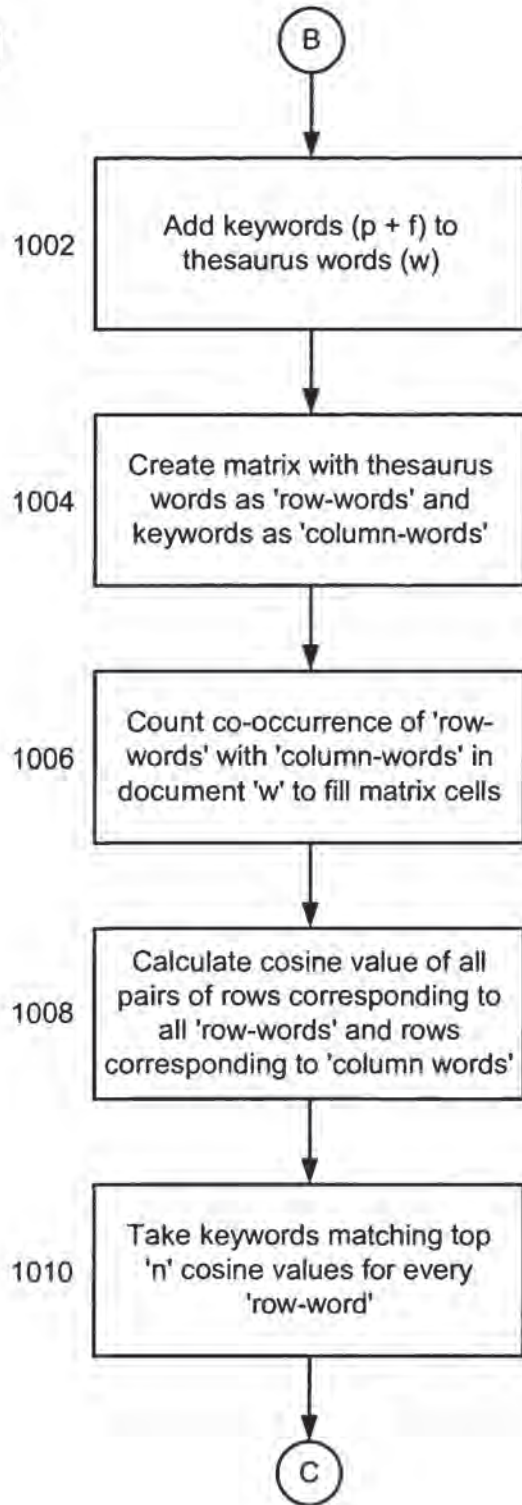 B
1002
Add keywords (p + f) to
thesaurus words (w)
1004
Create matrix with thesaurus
words as 'row-words' and
keywords as 'column-words'
1006
Count co-occurrence of 'row-
words' with 'column-words' in
document 'w' to fill matrix cells
1008
Calculate cosine value of all
pairs of rows corresponding to
all 'row-words' and rows
corresponding to 'column words'
1010
Take keywords matching top
'n' cosine values for every
'row-word'
C